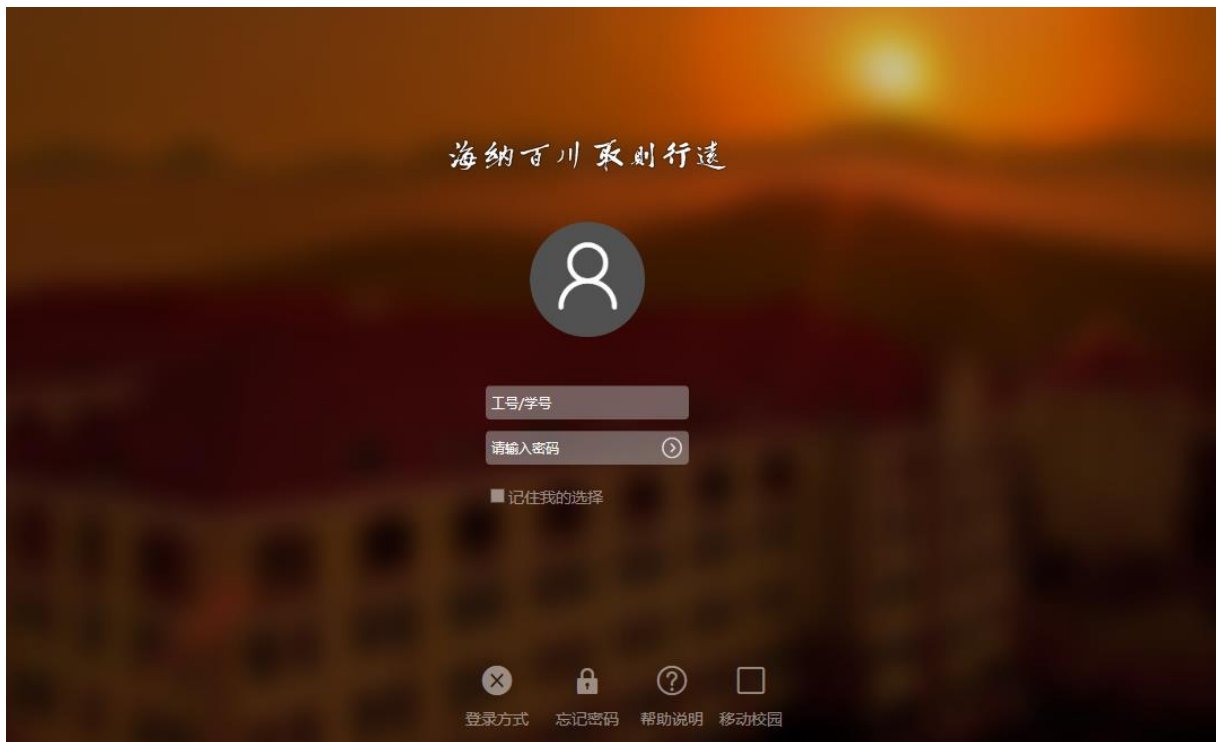 海纳百川 取则行远
工号/学号
请输入密码
记住我的选择
登录方式 忘记密码 帮助说明 移动校园